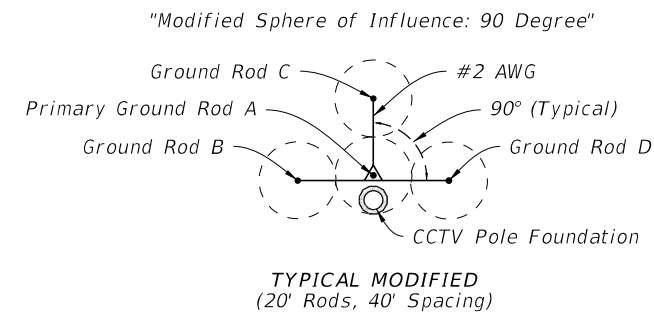 "Modified Sphere of Influence: 90 Degree"
Ground Rod C
#2 AWG
Primary Ground Rod A
90° (Typical)
Ground Rod B
Ground Rod D
CCTV Pole Foundation
TYPICAL MODIFIED
(20' Rods, 40' Spacing)